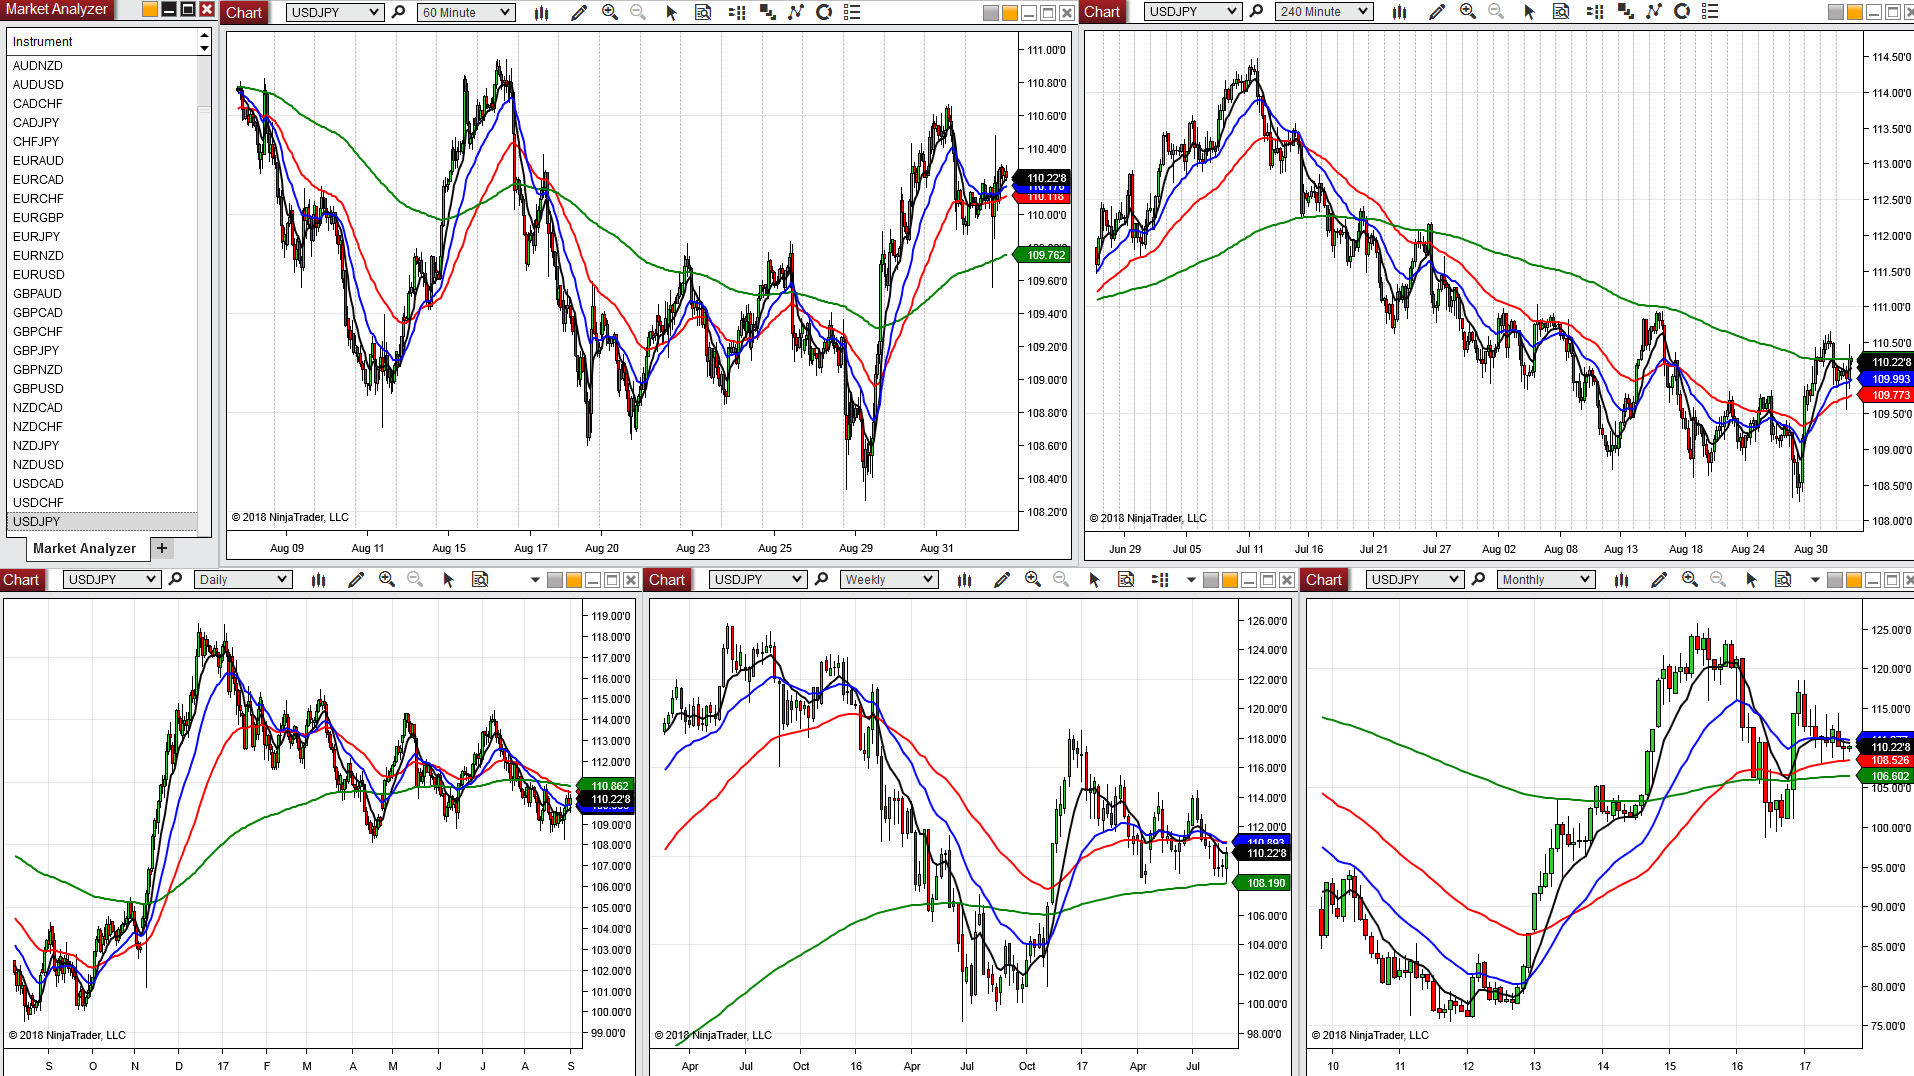 Market Analyzer
Instrument
AUDNZD
AUDUSD
CADCHF
CADJPY
CHFJPY
EURAUD
EURCAD
EURCHF
EURGBP
EURJPY
EURNZD
EURUSD
GBPAUD
GBPCAD
GBPCHF
GBPJPY
GBPNZD
GBPUSD
NZDCAD
NZDCHF
NZDJPY
NZDUSD
USDCAD
USDCHF
USDJPY
Market Analyzer +
Chart USDJPY 60 Minute
111.00'0
110.80'0
110.60'0
110.40'0
110.22'8
110.178
110.118
110.00'0
109.762
109.60'0
109.40'0
109.20'0
109.00'0
108.80'0
108.60'0
108.40'0
108.20'0
© 2018 NinjaTrader, LLC
Aug 09 Aug 11 Aug 15 Aug 17 Aug 20 Aug 23 Aug 25 Aug 29 Aug 31
Chart USDJPY 240 Minute
114.50'0
114.00'0
113.50'0
113.00'0
112.50'0
112.00'0
111.50'0
111.00'0
110.50'0
110.22'8
109.993
109.773
109.50'0
109.00'0
108.50'0
108.00'0
© 2018 NinjaTrader, LLC
Jun 29 Jul 05 Jul 11 Jul 16 Jul 21 Jul 27 Aug 02 Aug 08 Aug 13 Aug 18 Aug 24 Aug 30
Chart USDJPY Daily
119.00'0
118.00'0
117.00'0
116.00'0
115.00'0
114.00'0
113.00'0
112.00'0
110.862
110.22'8
109.00'0
108.00'0
107.00'0
106.00'0
105.00'0
104.00'0
103.00'0
102.00'0
101.00'0
100.00'0
99.00'0
© 2018 NinjaTrader, LLC
S O N D 17 F M A M J J A S
Chart USDJPY Weekly
126.00'0
124.00'0
122.00'0
120.00'0
118.00'0
116.00'0
114.00'0
112.00'0
110.893
110.22'8
108.190
106.00'0
104.00'0
102.00'0
100.00'0
98.00'0
© 2018 NinjaTrader, LLC
Apr Jul Oct 16 Apr Jul Oct 17 Apr Jul
Chart USDJPY Monthly
125.00'0
120.00'0
115.00'0
110.22'8
108.526
106.602
105.00'0
100.00'0
95.00'0
90.00'0
85.00'0
80.00'0
75.00'0
© 2018 NinjaTrader, LLC
10 11 12 13 14 15 16 17